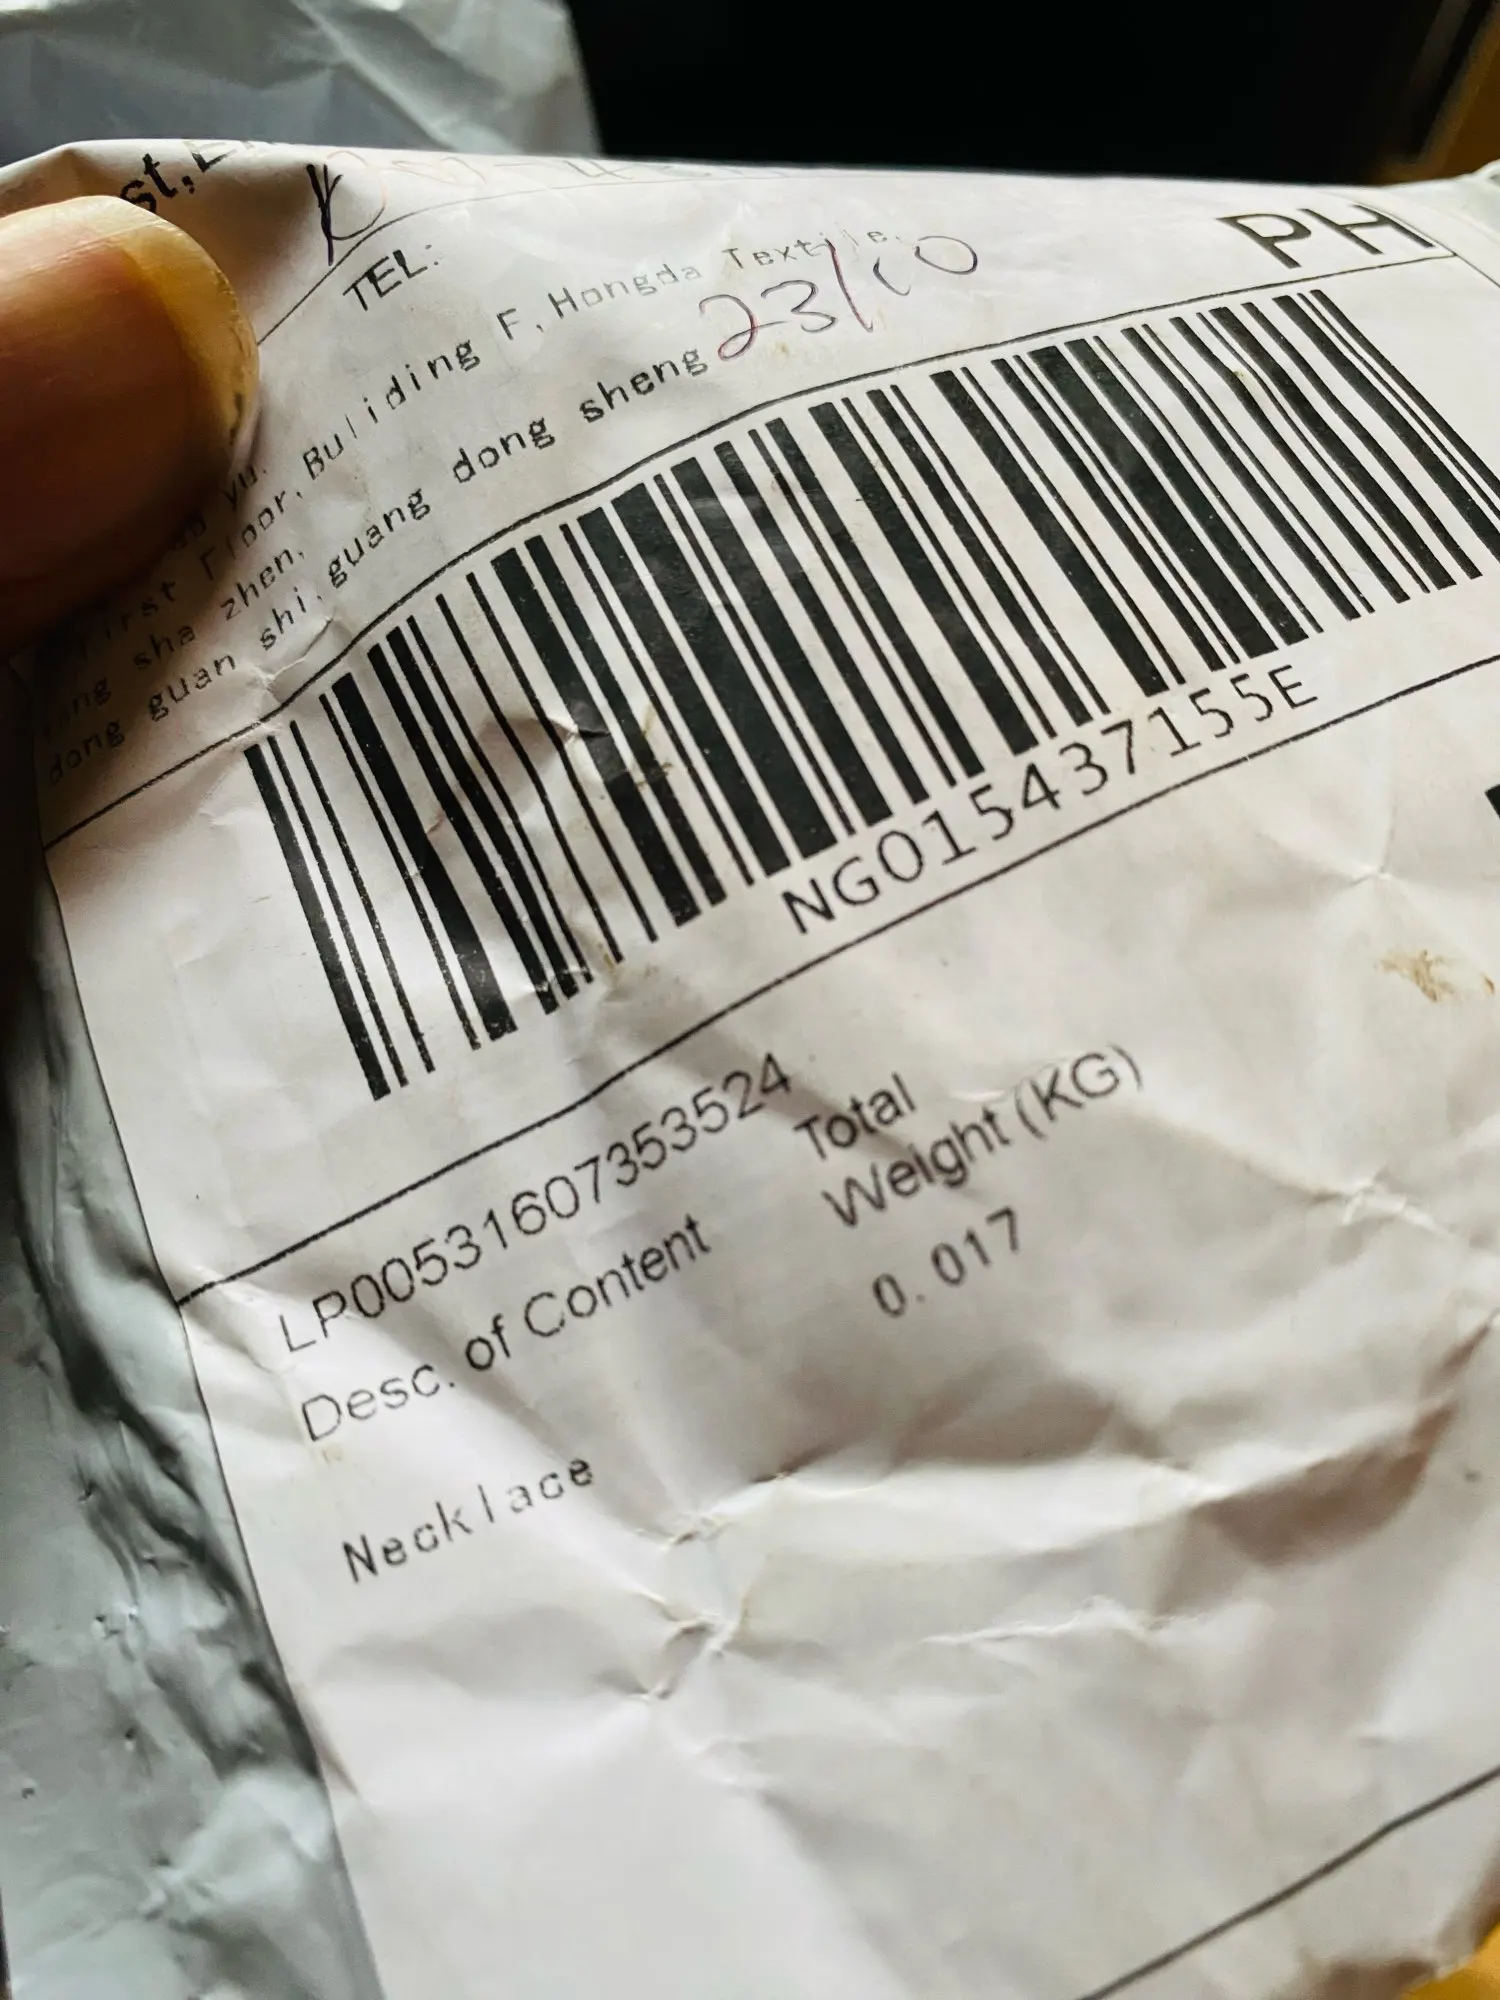 st,
PH
TEL:
23/10
yu.
First Floor, Buliding F, Hongda Textile,
sha zhen,
dong guan shi, guang dong sheng
NG015437155E
LP00531607353524
Desc. of Content
Total
Weight (KG)
0.017
Necklace